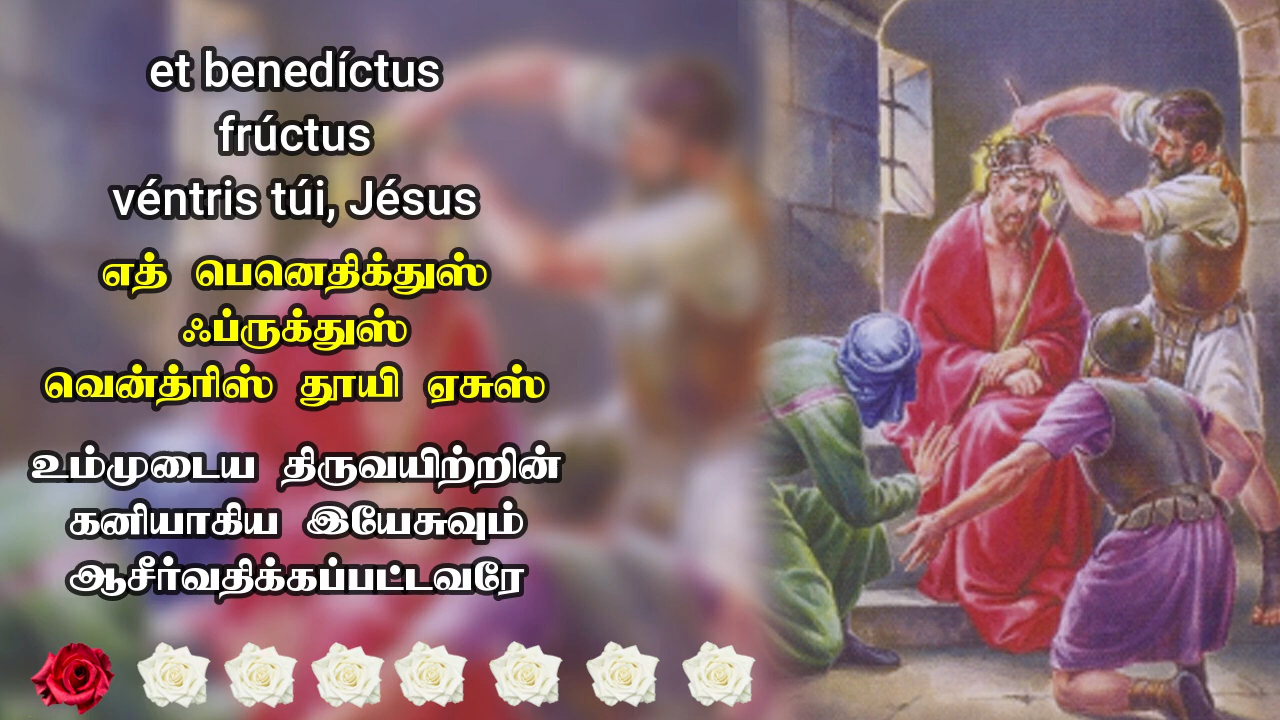 et benedíctus
frúctus
véntris túi, Jésus
எத் பெனெதிக்துஸ்
ஃப்ருக்துஸ்
வென்த்ரிஸ் தூயி ஏசுஸ்
உம்முடைய திருவயிற்றின்
கனியாகிய இயேசுவும்
ஆசீர்வதிக்கப்பட்டவரே